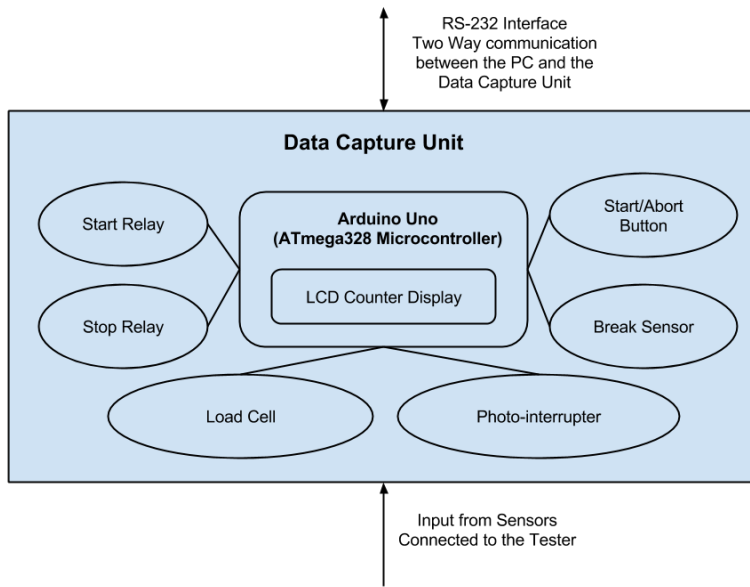 RS-232 Interface
Two Way communication
between the PC and the
Data Capture Unit
Data Capture Unit
Start Relay
Arduino Uno
(ATmega328 Microcontroller)
Start/Abort
Button
LCD Counter Display
Stop Relay
Break Sensor
Load Cell
Photo-interrupter
Input from Sensors
Connected to the Tester